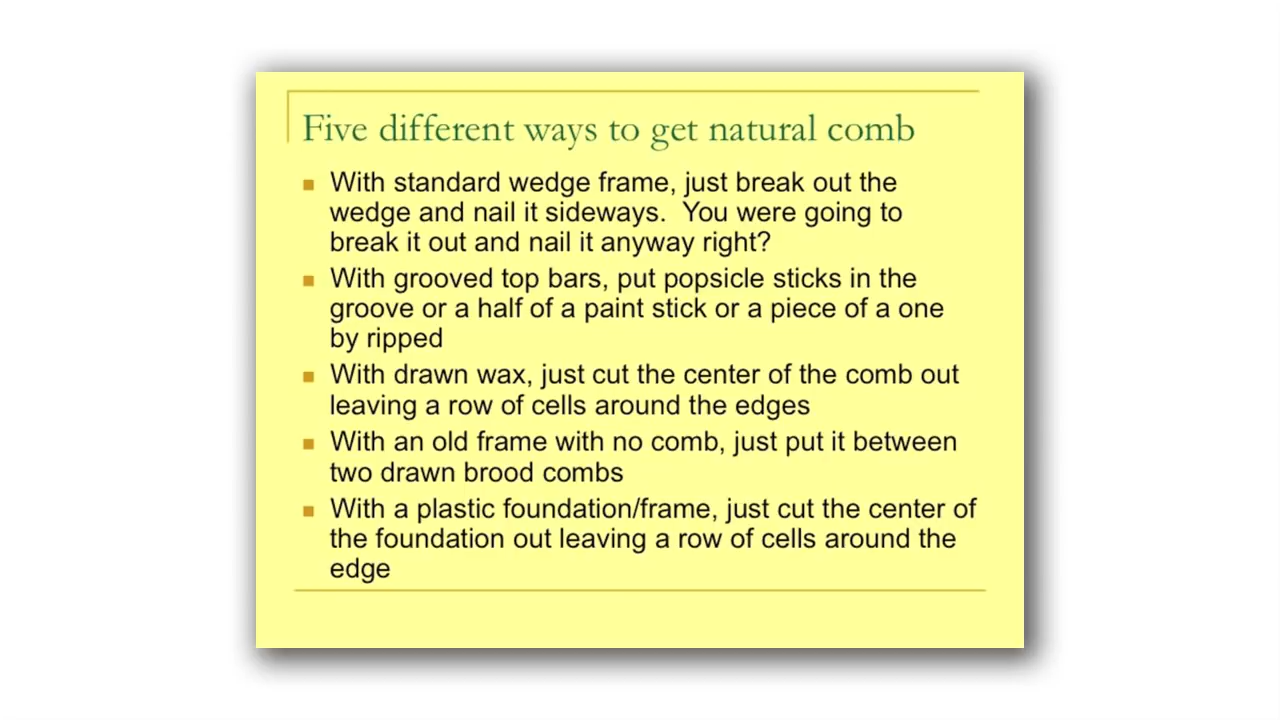 Five different ways to get natural comb
With standard wedge frame, just break out the
wedge and nail it sideways.  You were going to
break it out and nail it anyway right?
With grooved top bars, put popsicle sticks in the
groove or a half of a paint stick or a piece of a one
by ripped
With drawn wax, just cut the center of the comb out
leaving a row of cells around the edges
With an old frame with no comb, just put it between
two drawn brood combs
With a plastic foundation/frame, just cut the center of
the foundation out leaving a row of cells around the
edge